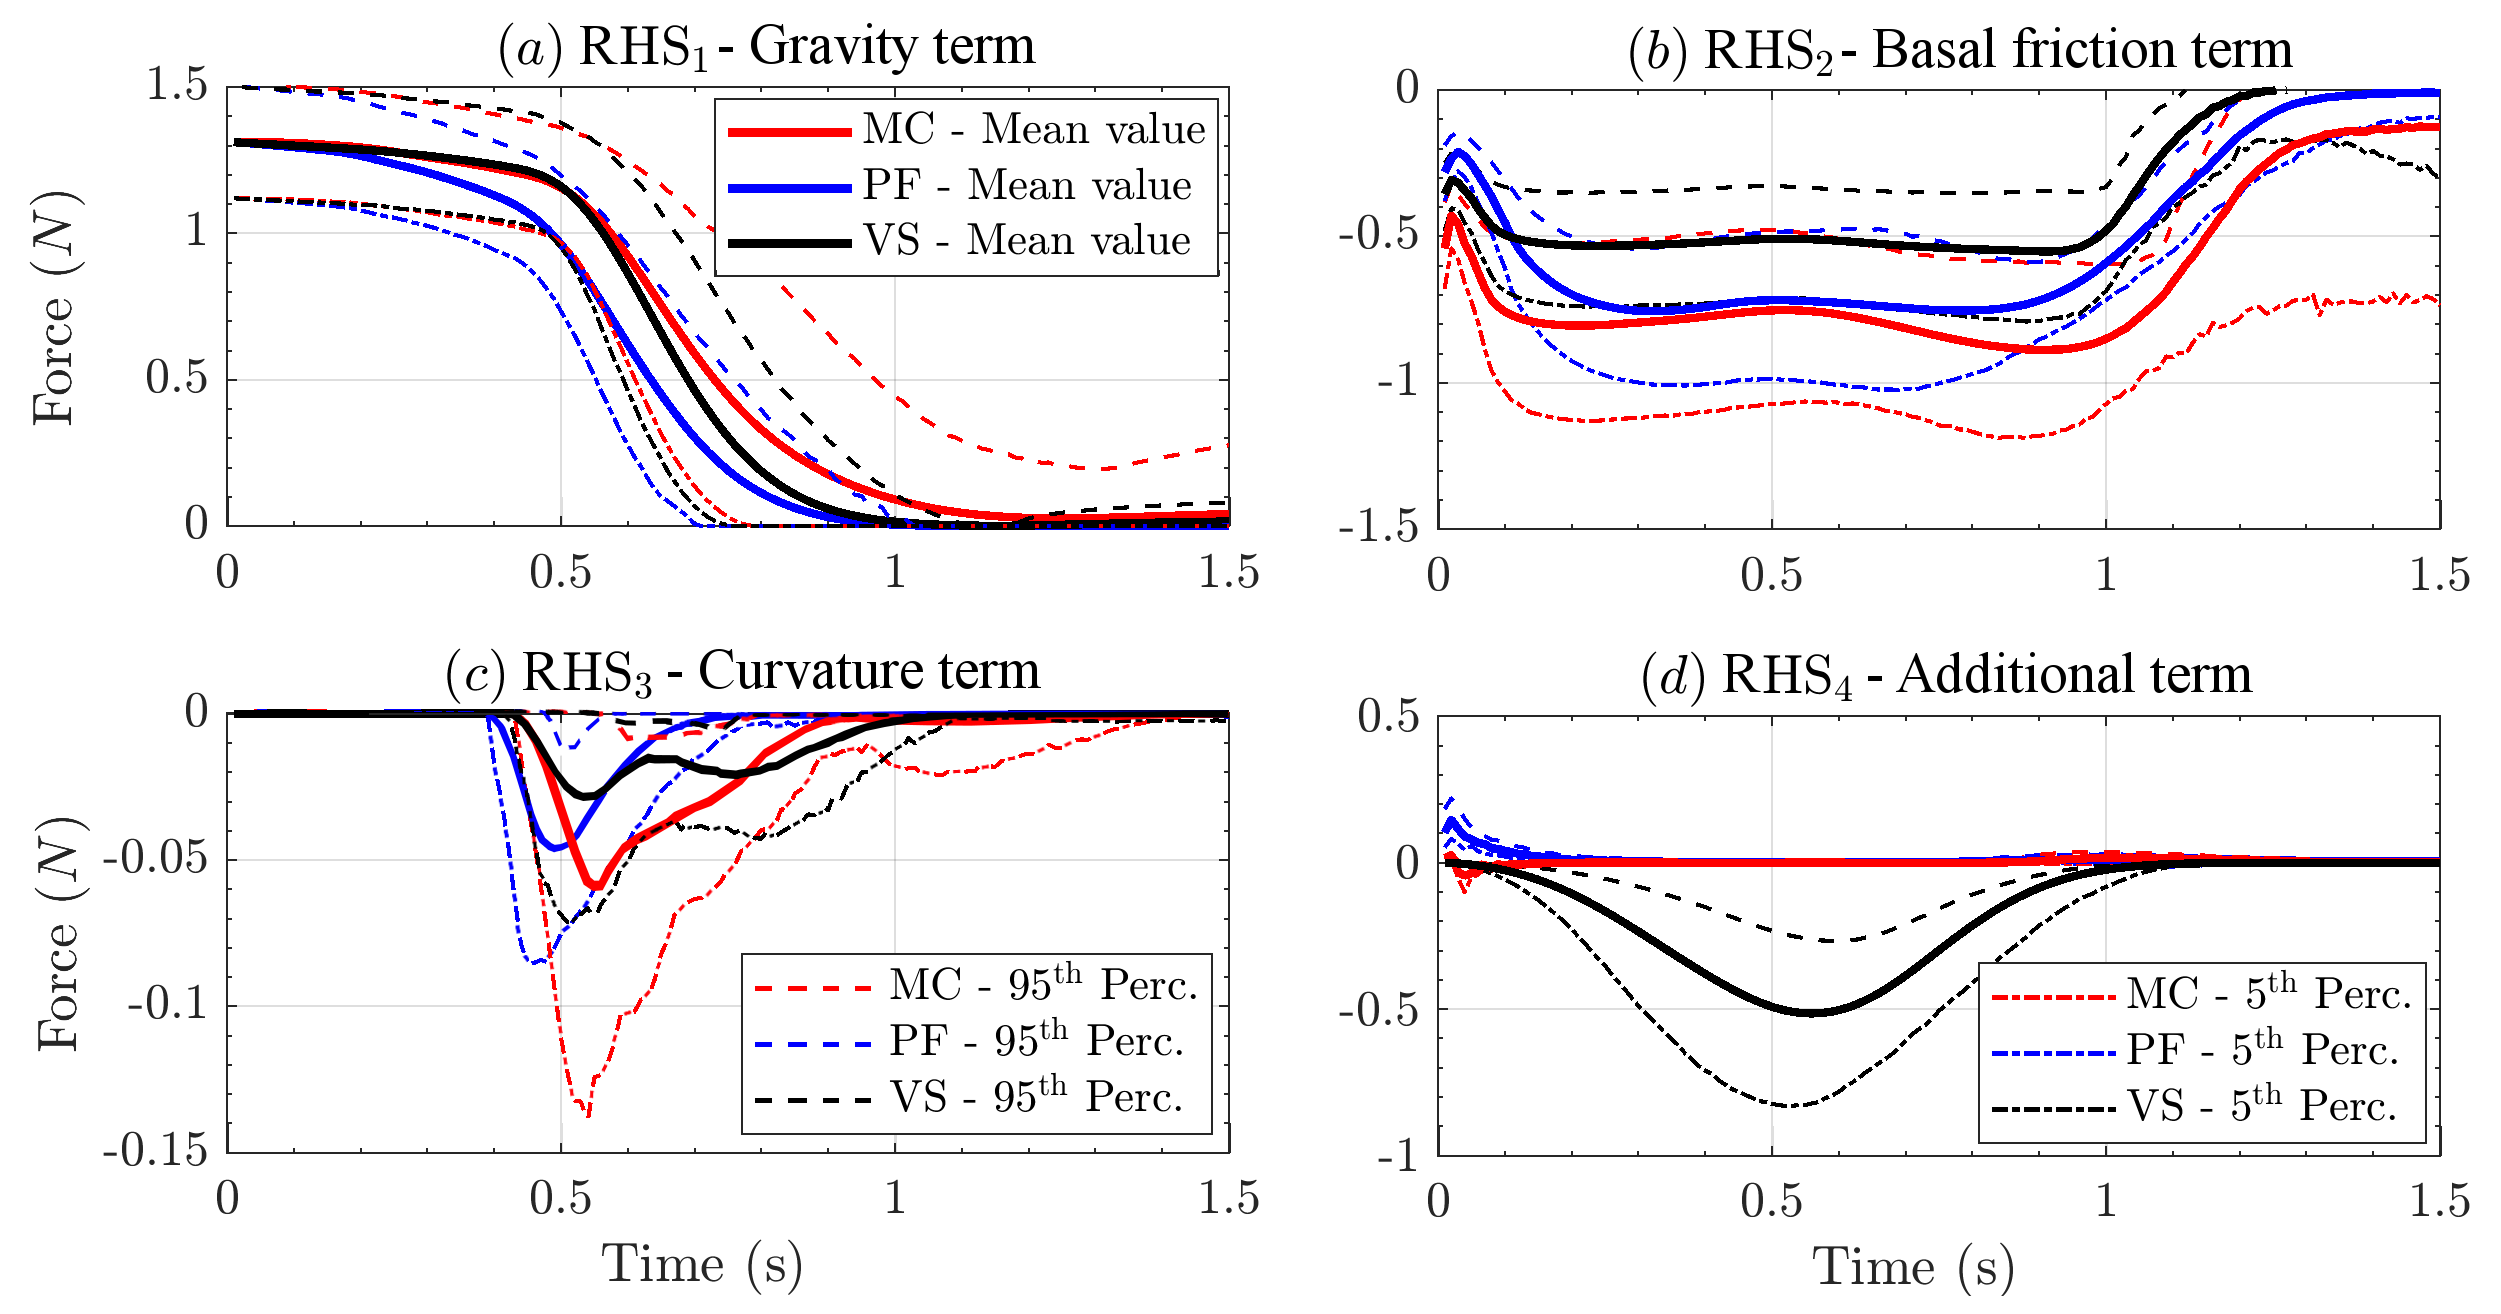 (a) RHS₁ - Gravity term
1.5
1
0.5
0
Force (N)
0 0.5 1 1.5
MC - Mean value
PF - Mean value
VS - Mean value
(b) RHS₂ - Basal friction term
0
-0.5
-1
-1.5
0 0.5 1 1.5
(c) RHS₃ - Curvature term
0
-0.05
-0.1
-0.15
Force (N)
0 0.5 1 1.5
Time (s)
MC - 95th Perc.
PF - 95th Perc.
VS - 95th Perc.
(d) RHS₄ - Additional term
0.5
0
-0.5
-1
0 0.5 1 1.5
Time (s)
MC - 5th Perc.
PF - 5th Perc.
VS - 5th Perc.